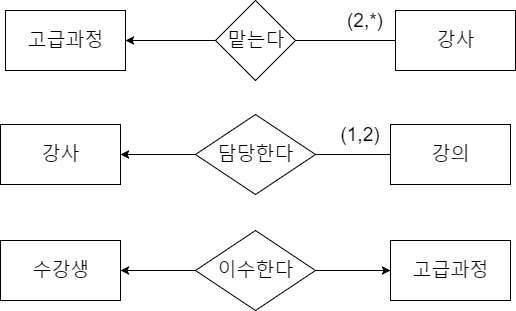 고급과정 맡는다 (2,*) 강사
강사 담당한다 (1,2) 강의
수강생 이수한다 고급과정